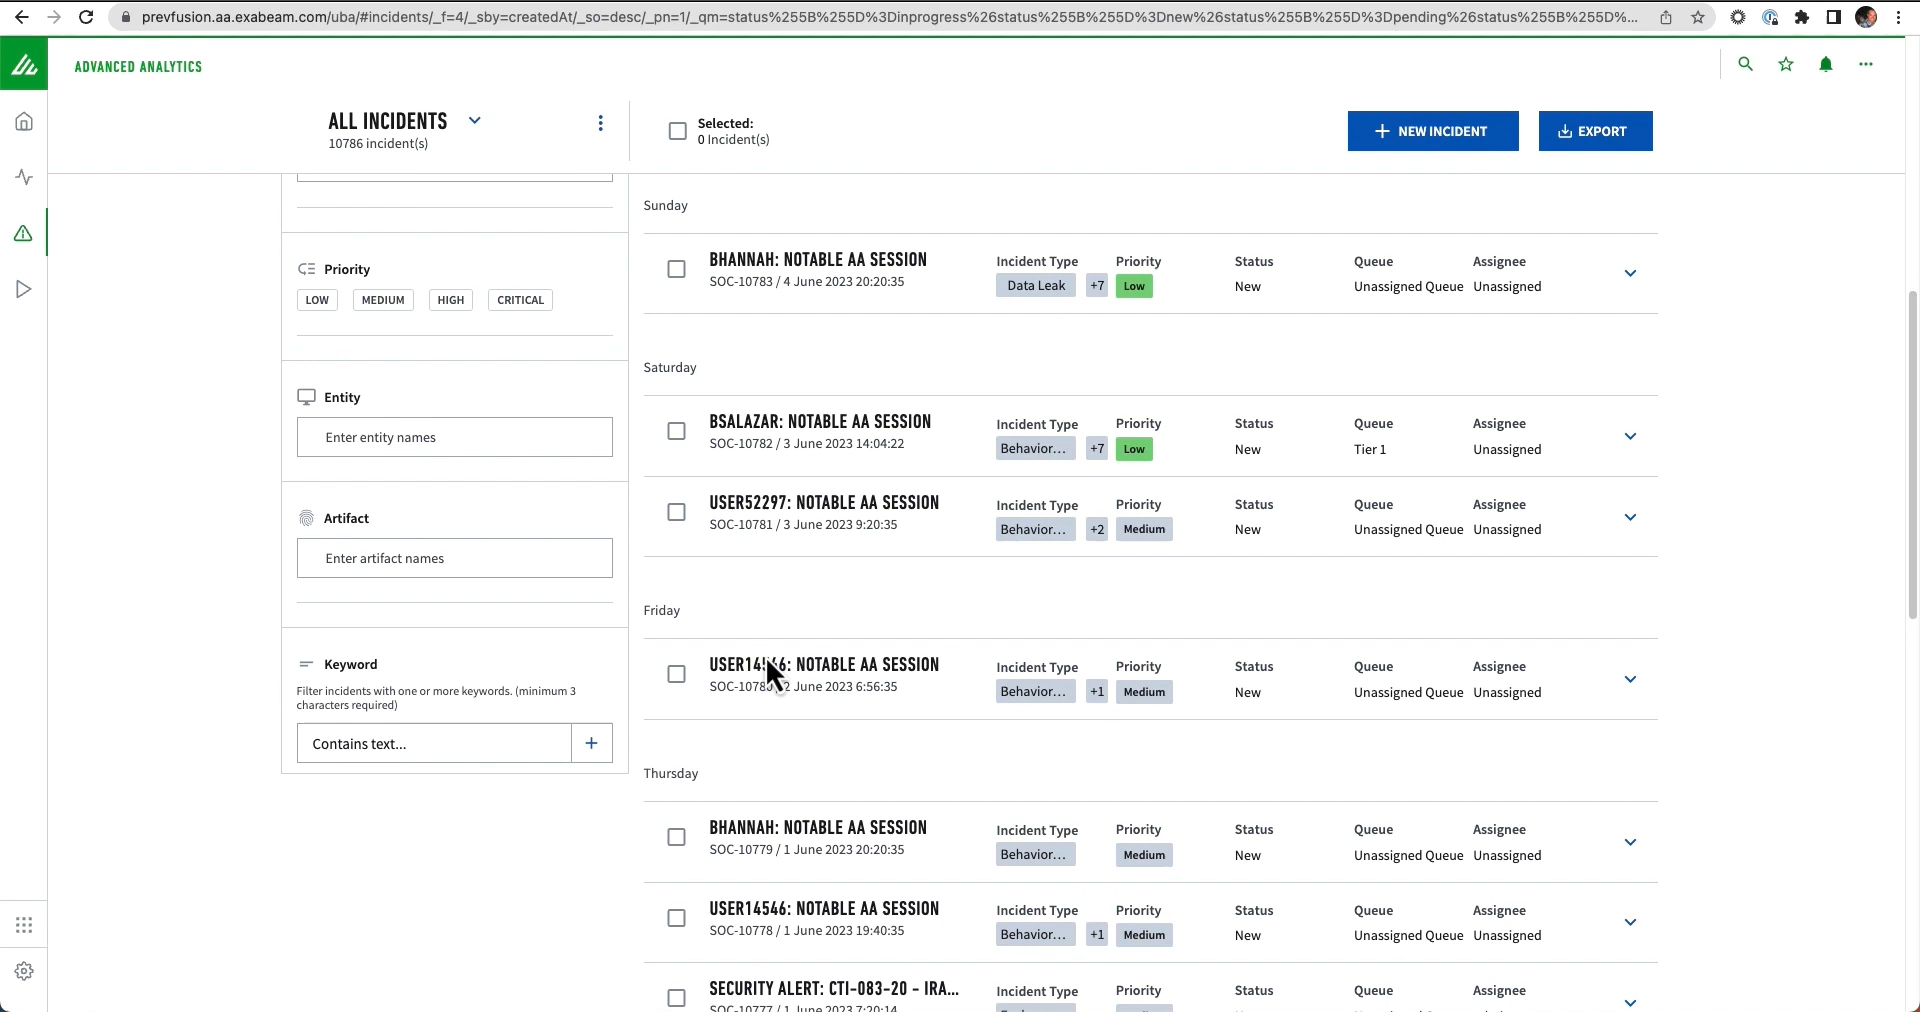 prevfusion.aa.exabeam.com/uba/#incidents/_f=4/_sby=createdAt/_so=desc/_pn=1/_qm=status%255B%255D%3Dinprogress%26status%255B%255D%3Dnew%26status%255B%255D%3Dpending%26status%255B%255D%...
ADVANCED ANALYTICS
ALL INCIDENTS
10786 incident(s)
Selected:
0 Incident(s)
NEW INCIDENT
EXPORT
Priority
LOW MEDIUM HIGH CRITICAL
Entity
Enter entity names
Artifact
Enter artifact names
Keyword
Filter incidents with one or more keywords. (minimum 3
characters required)
Contains text...
Sunday
BHANNAH: NOTABLE AA SESSION
SOC-10783 / 4 June 2023 20:20:35
Incident Type Priority Status Queue Assignee
Data Leak +7 Low New Unassigned Queue Unassigned
Saturday
BSALAZAR: NOTABLE AA SESSION
SOC-10782 / 3 June 2023 14:04:22
Incident Type Priority Status Queue Assignee
Behavior... +7 Low New Tier 1 Unassigned
USER52297: NOTABLE AA SESSION
SOC-10781 / 3 June 2023 9:20:35
Incident Type Priority Status Queue Assignee
Behavior... +2 Medium New Unassigned Queue Unassigned
Friday
NOTABLE AA SESSION
2 June 2023 6:56:35
Incident Type Priority Status Queue Assignee
Behavior... +1 Medium New Unassigned Queue Unassigned
Thursday
BHANNAH: NOTABLE AA SESSION
SOC-10779 / 1 June 2023 20:20:35
Incident Type Priority Status Queue Assignee
Behavior... Medium New Unassigned Queue Unassigned
USER14546: NOTABLE AA SESSION
SOC-10778 / 1 June 2023 19:40:35
Incident Type Priority Status Queue Assignee
Behavior... +1 Medium New Unassigned Queue Unassigned
SECURITY ALERT: CTI-083-20 - IRA...
SOC-10777 / 1 June 2023 7:20:14
Incident Type Priority Status Queue Assignee